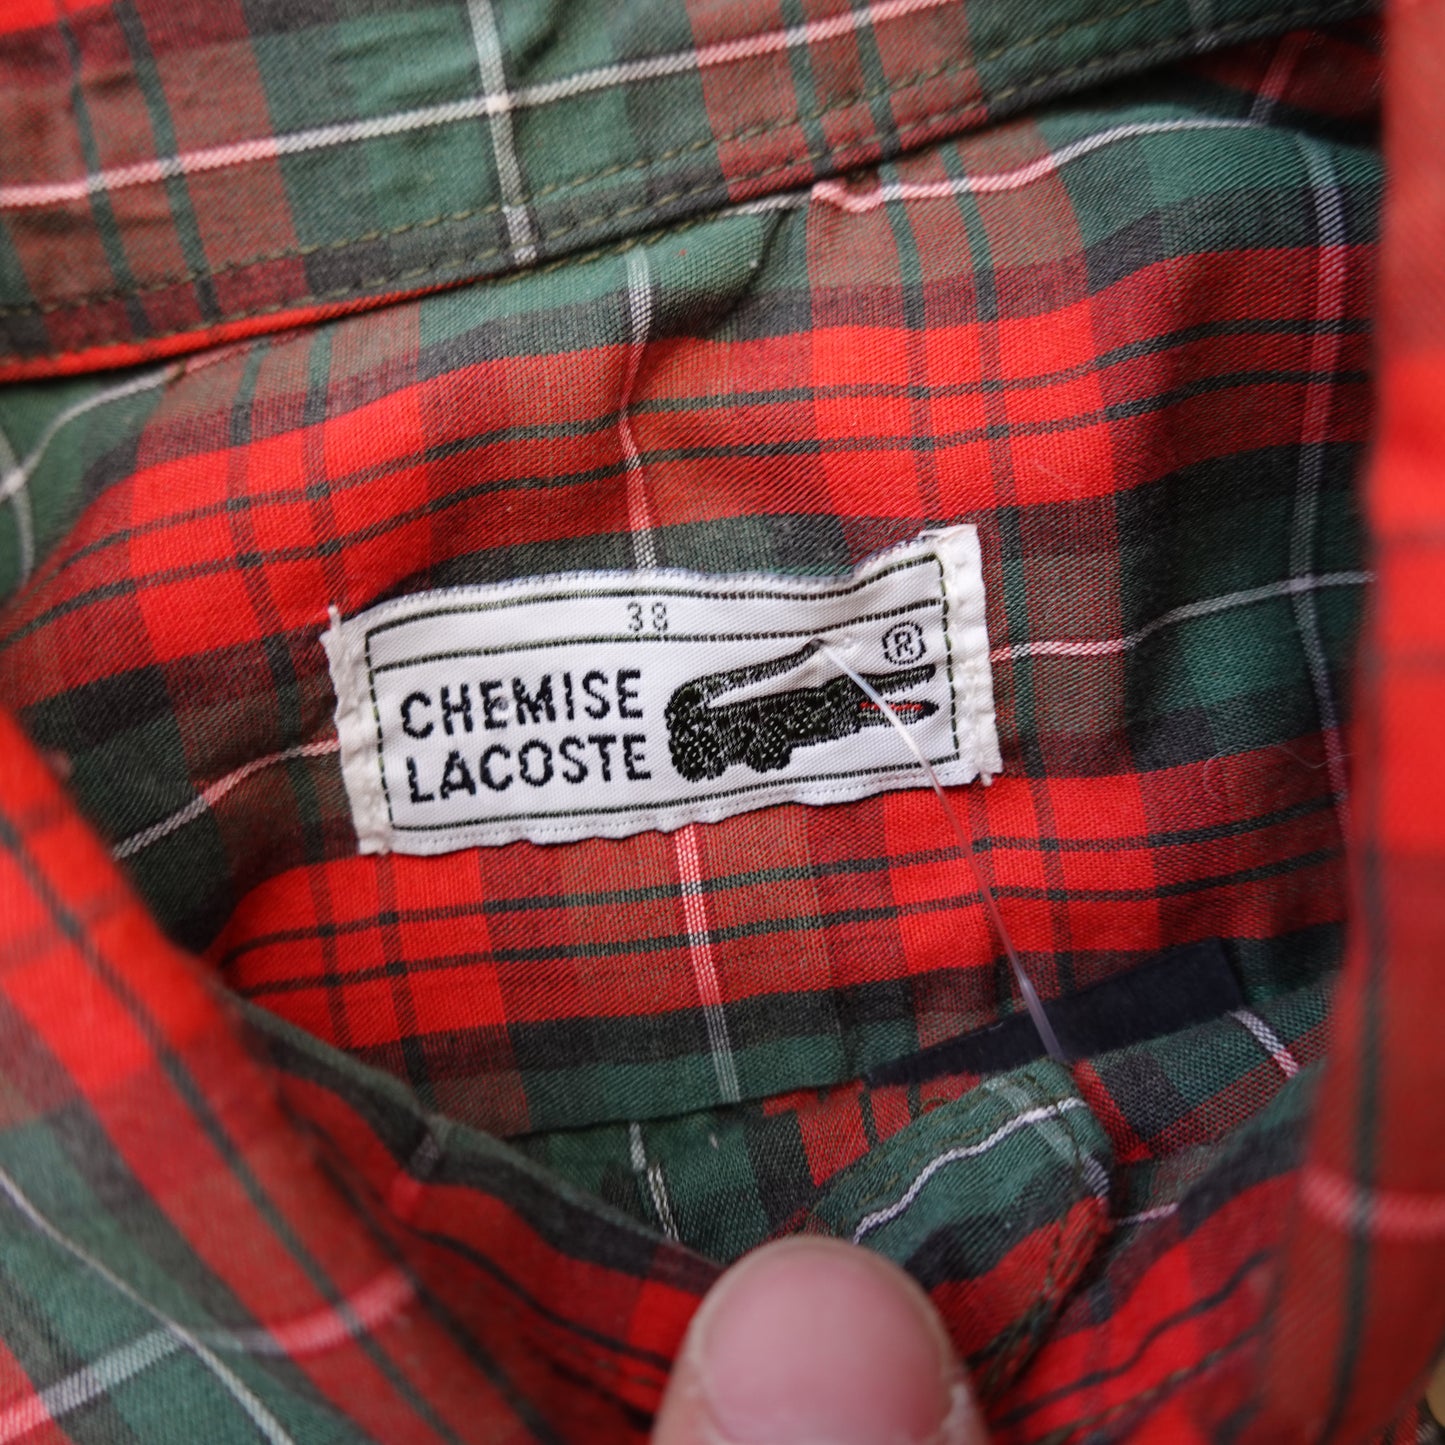 38
CHEMISE
LACOSTE
®